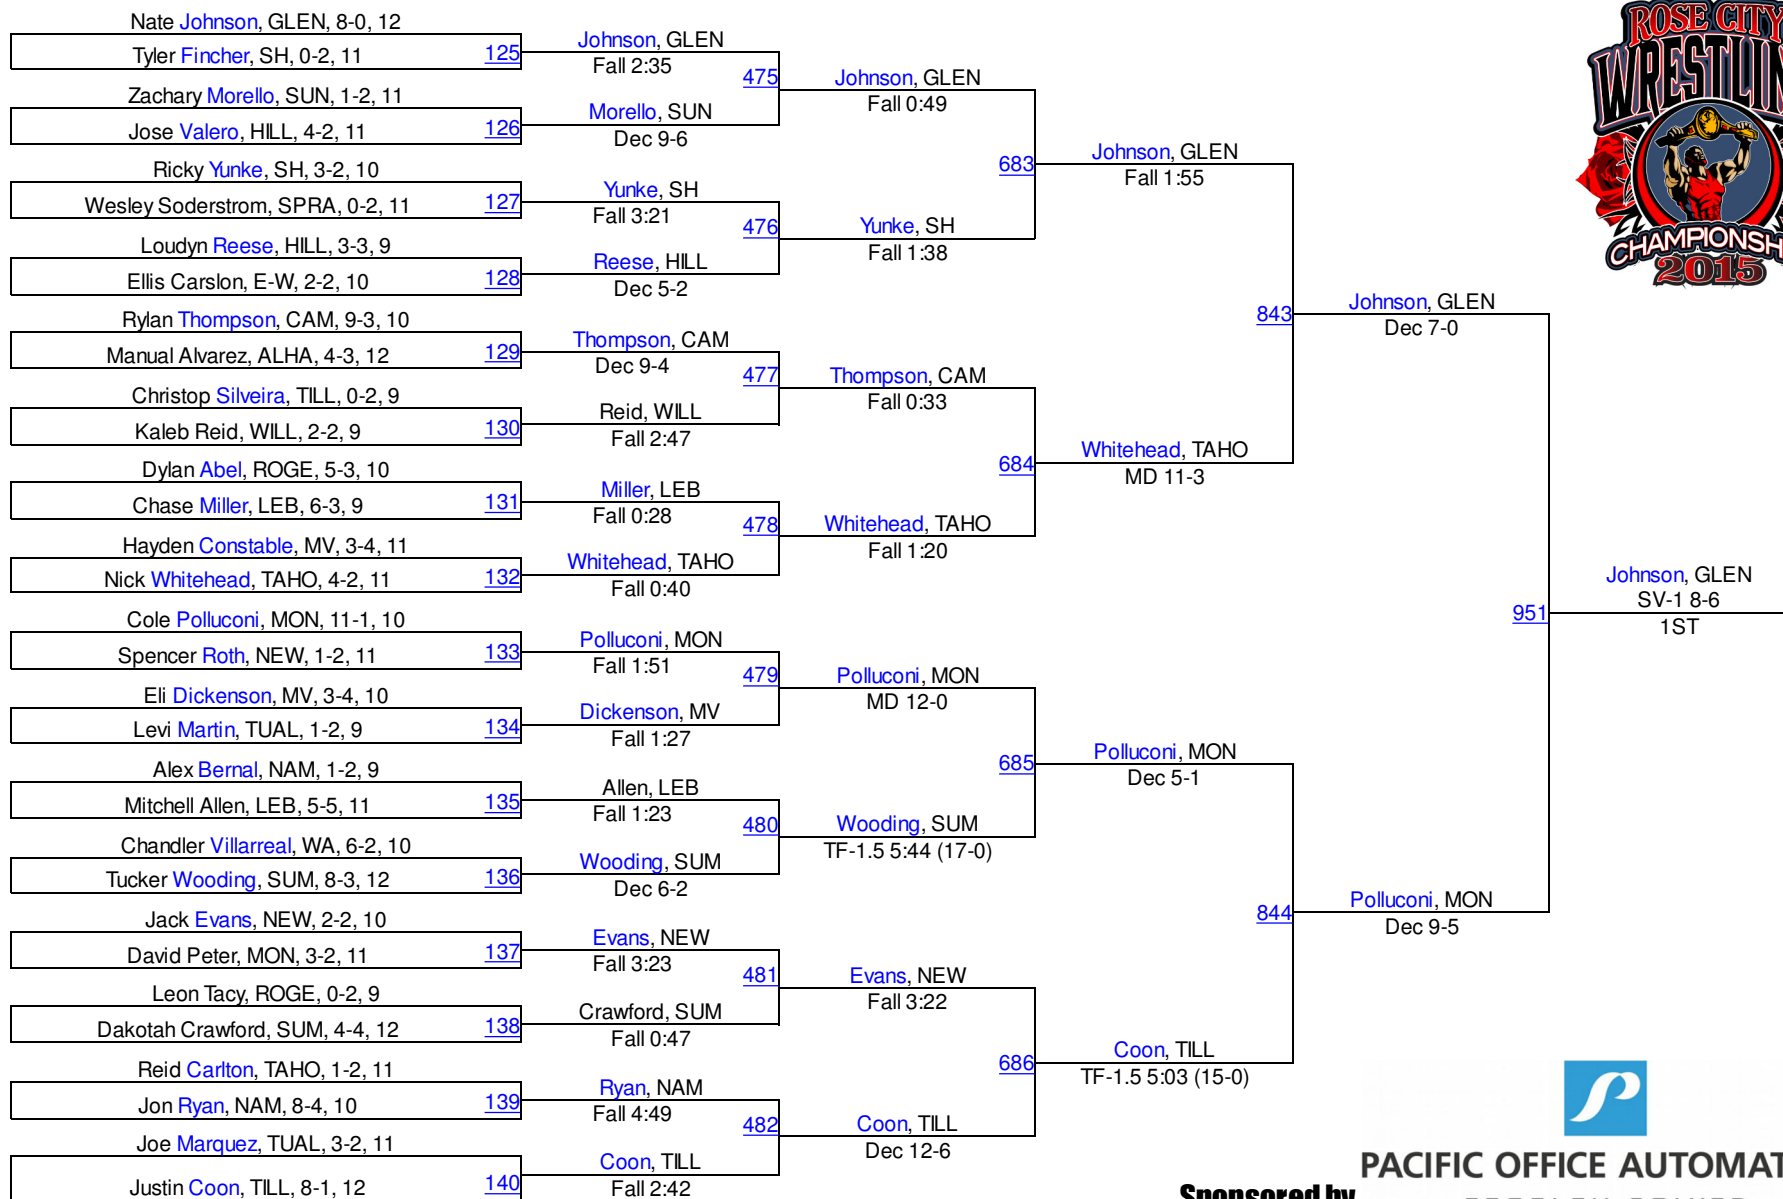 Nate Johnson, GLEN, 8-0, 12
Tyler Fincher, SH, 0-2, 11
125
Zachary Morello, SUN, 1-2, 11
Jose Valero, HILL, 4-2, 11
126
Ricky Yunke, SH, 3-2, 10
Wesley Soderstrom, SPRA, 0-2, 11
127
Loudyn Reese, HILL, 3-3, 9
Ellis Carslon, E-W, 2-2, 10
128
Rylan Thompson, CAM, 9-3, 10
Manual Alvarez, ALHA, 4-3, 12
129
Christop Silveira, TILL, 0-2, 9
Kaleb Reid, WILL, 2-2, 9
130
Dylan Abel, ROGE, 5-3, 10
Chase Miller, LEB, 6-3, 9
131
Hayden Constable, MV, 3-4, 11
Nick Whitehead, TAHO, 4-2, 11
132
Cole Polluconi, MON, 11-1, 10
Spencer Roth, NEW, 1-2, 11
133
Eli Dickenson, MV, 3-4, 10
Levi Martin, TUAL, 1-2, 9
134
Alex Bernal, NAM, 1-2, 9
Mitchell Allen, LEB, 5-5, 11
135
Chandler Villarreal, WA, 6-2, 10
Tucker Wooding, SUM, 8-3, 12
136
Jack Evans, NEW, 2-2, 10
David Peter, MON, 3-2, 11
137
Leon Tacy, ROGE, 0-2, 9
Dakotah Crawford, SUM, 4-4, 12
138
Reid Carlton, TAHO, 1-2, 11
Jon Ryan, NAM, 8-4, 10
139
Joe Marquez, TUAL, 3-2, 11
Justin Coon, TILL, 8-1, 12
140
Johnson, GLEN
Fall 2:35
475
Morello, SUN
Dec 9-6
Yunke, SH
Fall 3:21
476
Reese, HILL
Dec 5-2
Thompson, CAM
Dec 9-4
477
Reid, WILL
Fall 2:47
Miller, LEB
Fall 0:28
478
Whitehead, TAHO
Fall 0:40
Polluconi, MON
Fall 1:51
479
Dickenson, MV
Fall 1:27
Allen, LEB
Fall 1:23
480
Wooding, SUM
Dec 6-2
Evans, NEW
Fall 3:23
481
Crawford, SUM
Fall 0:47
Ryan, NAM
Fall 4:49
482
Coon, TILL
Fall 2:42
Johnson, GLEN
Fall 0:49
683
Yunke, SH
Fall 1:38
Thompson, CAM
Fall 0:33
684
Whitehead, TAHO
Fall 1:20
Polluconi, MON
MD 12-0
685
Wooding, SUM
TF-1.5 5:44 (17-0)
Evans, NEW
Fall 3:22
686
Coon, TILL
Dec 12-6
Johnson, GLEN
Fall 1:55
843
Whitehead, TAHO
MD 11-3
Polluconi, MON
Dec 5-1
844
Coon, TILL
TF-1.5 5:03 (15-0)
Johnson, GLEN
Dec 7-0
951
Polluconi, MON
Dec 9-5
Johnson, GLEN
SV-1 8-6
1ST
ROSE CITY
WRESTLIN
CHAMPIONSH
2015
Sponsored by
PACIFIC OFFICE AUTOMAT